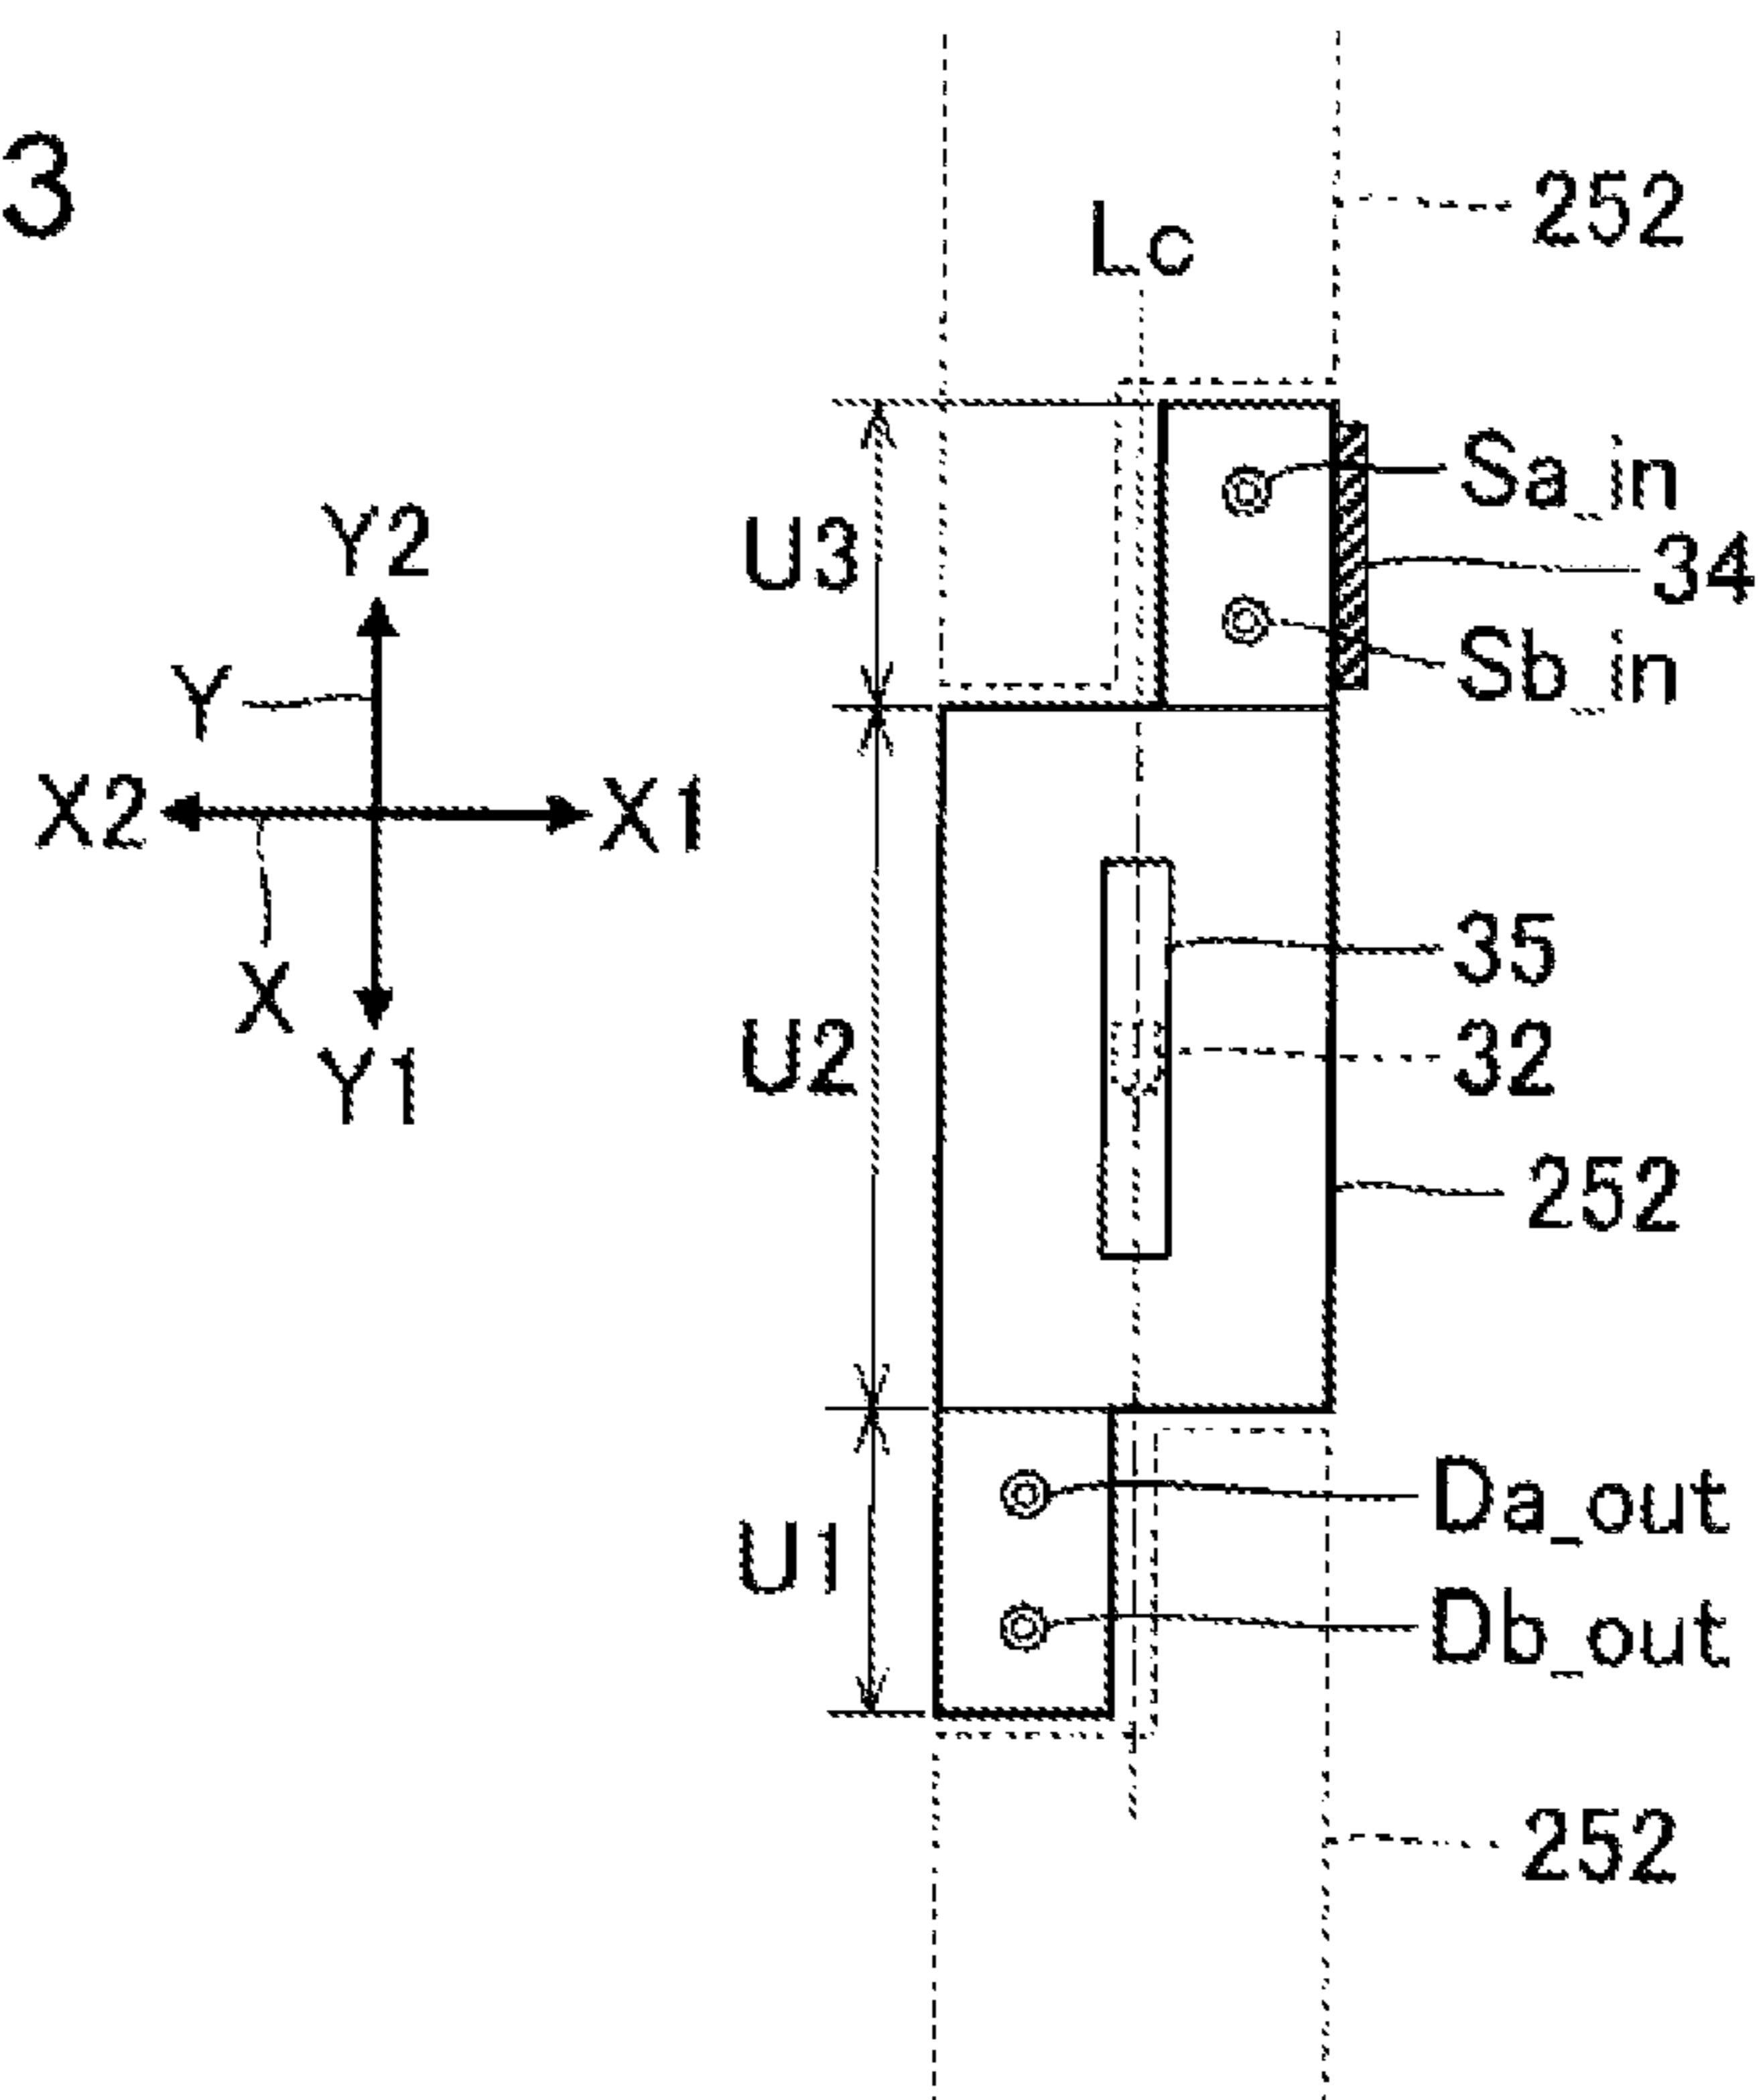 3
252
Lc
Sa_in
U3
34
Sb_in
Y2
Y
X2
X1
X
Y1
35
U2
32
252
Da_out
U1
Db_out
252